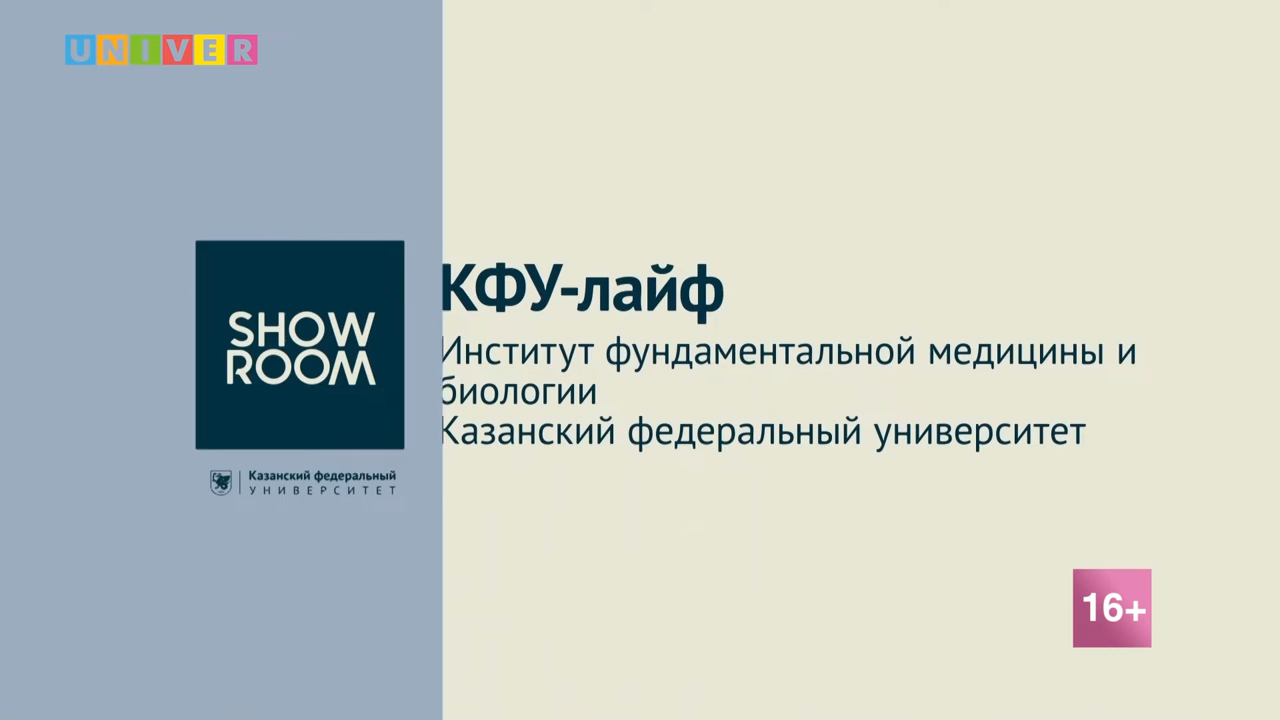 UNIVER
SHOW
ROOM
Казанский федеральный
УНИВЕРСИТЕТ
КФУ-лайф
Институт фундаментальной медицины и
биологии
Казанский федеральный университет
16+